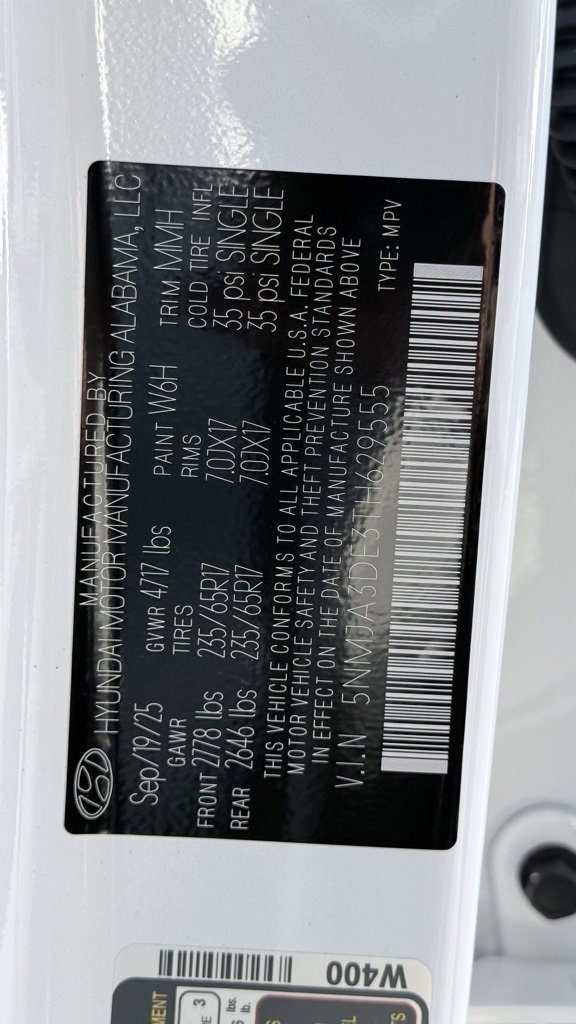 MANUFACTURED BY
HYUNDAI MOTOR MANUFACTURING ALABAMA, LLC
Sep/19/25 GVWR 4717 lbs PAINT W6H TRIM MMH
GAWR TIRES RIMS COLD TIRE INFL
FRONT 2778 lbs 235/65R17 7.0JX17 35 psi SINGLE
REAR 2646 lbs 235/65R17 7.0JX17 35 psi SINGLE
THIS VEHICLE CONFORMS TO ALL APPLICABLE U.S.A. FEDERAL
MOTOR VEHICLE SAFETY AND THEFT PREVENTION STANDARDS
IN EFFECT ON THE DATE OF MANUFACTURE SHOWN ABOVE
V.I.N 5NMJA3DE3TH629555 TYPE: MPV
W400
3
lbs.
lb.